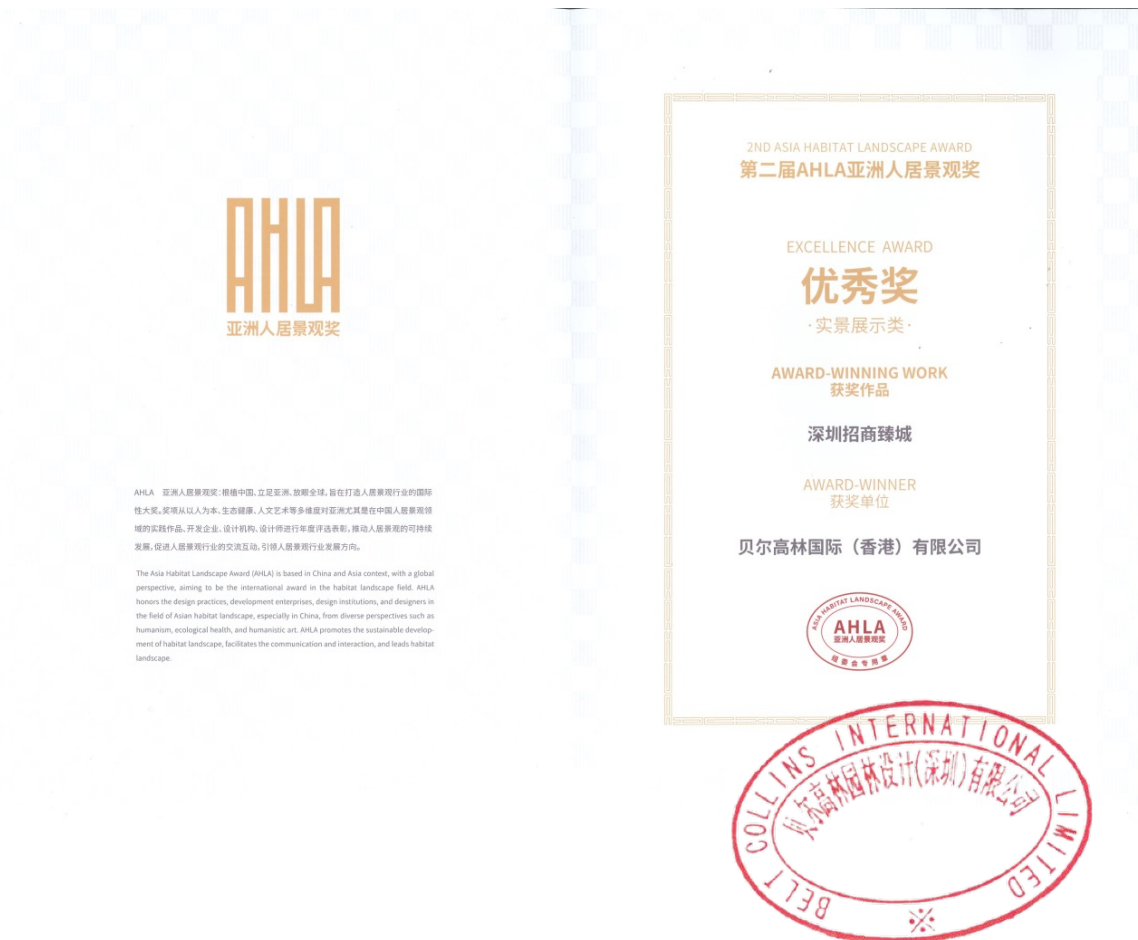 AHLA
亚洲人居景观奖
AHLA 亚洲人居景观奖:根植中国、立足亚洲、放眼全球,旨在打造人居景观行业的国际
性大奖。奖项从以人为本、生态健康、人文艺术等多维度对亚洲尤其是在中国人居景观领
域的实践作品、开发企业、设计机构、设计师进行年度评选表彰,推动人居景观的可持续
发展,促进人居景观行业的交流互动,引领人居景观行业发展方向。
The Asia Habitat Landscape Award (AHLA) is based in China and Asia context, with a global
perspective, aiming to be the international award in the habitat landscape field. AHLA
honors the design practices, development enterprises, design institutions, and designers in
the field of Asian habitat landscape, especially in China, from diverse perspectives such as
humanism, ecological health, and humanistic art. AHLA promotes the sustainable develop-
ment of habitat landscape, facilitates the communication and interaction, and leads habitat
landscape.
2ND ASIA HABITAT LANDSCAPE AWARD
第二届AHLA亚洲人居景观奖
EXCELLENCE AWARD
优秀奖
·实景展示类·
AWARD-WINNING WORK
获奖作品
深圳招商臻城
AWARD-WINNER
获奖单位
贝尔高林国际(香港)有限公司
ASIA HABITAT LANDSCAPE AWARD
AHLA
亚洲人居景观奖
组委会专用章
BELT COLLINS INTERNATIONAL LIMITED
贝尔高林园林设计(深圳)有限公司